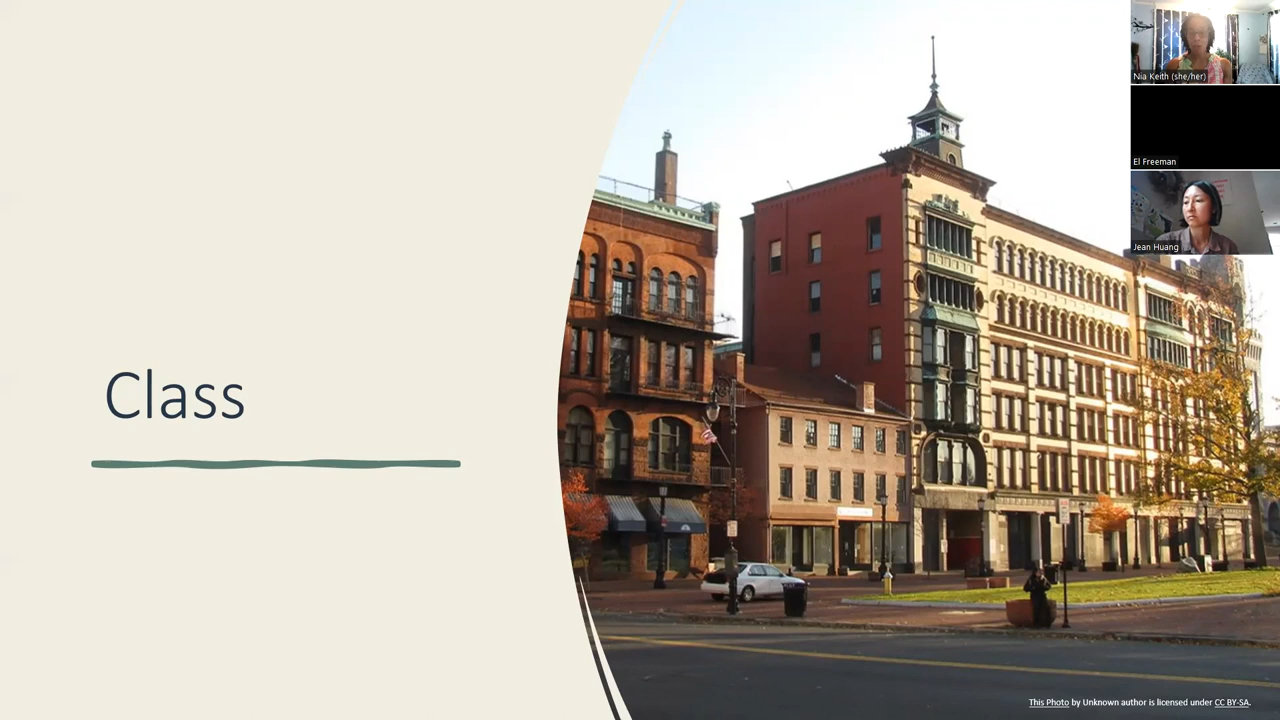 Nia Keith (she/her)
El Freeman
Jean Huang
Class
This Photo by Unknown author is licensed under CC BY-SA.